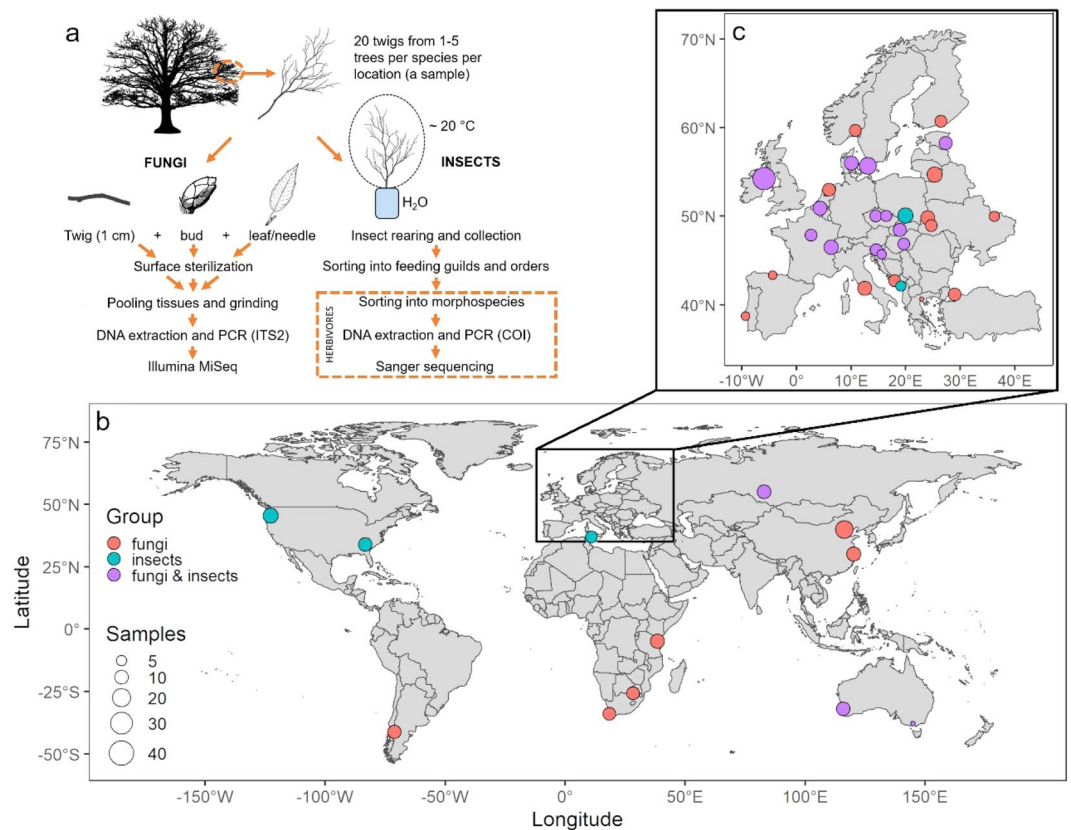 a
20 twigs from 1-5
trees per species per
location (a sample)
~ 20 °C
FUNGI
INSECTS
H₂O
Twig (1 cm) + bud + leaf/needle
Surface sterilization
Pooling tissues and grinding
DNA extraction and PCR (ITS2)
Illumina MiSeq
Insect rearing and collection
Sorting into feeding guilds and orders
HERBIVORES
Sorting into morphospecies
DNA extraction and PCR (COI)
Sanger sequencing
c
70°N
60°N
50°N
40°N
-10°W 0° 10°E 20°E 30°E 40°E
b
75°N
50°N
25°N
0°
-25°S
-50°S
Latitude
Group
fungi
insects
fungi & insects
Samples
5
10
20
30
40
-150°W -100°W -50°W 0° 50°E 100°E 150°E
Longitude